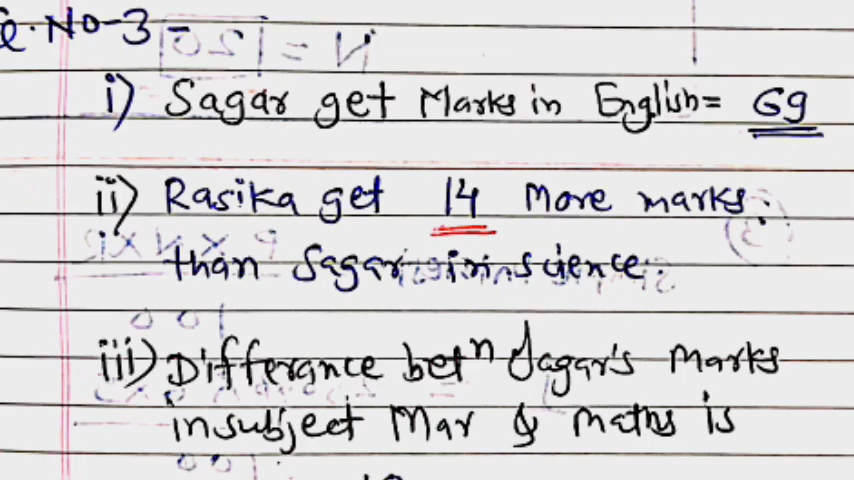 Q.No-3-
i) Sagar get Marks in English= 69
ii) Rasika get 14 More marks.
than Sagar in science.
iii) Differance betn Sagar's Marks
in subject Mar & maths is